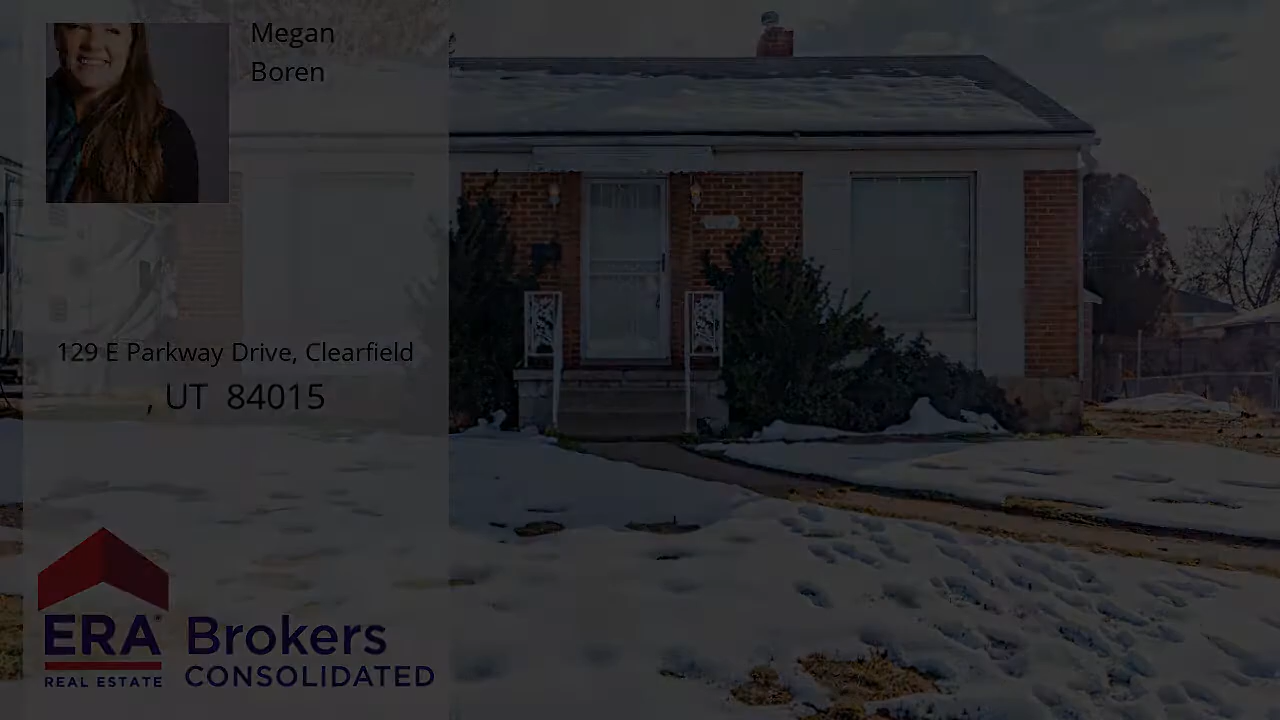 Megan
Boren
129 E Parkway Drive, Clearfield
, UT 84015
ERA Brokers
REAL ESTATE CONSOLIDATED